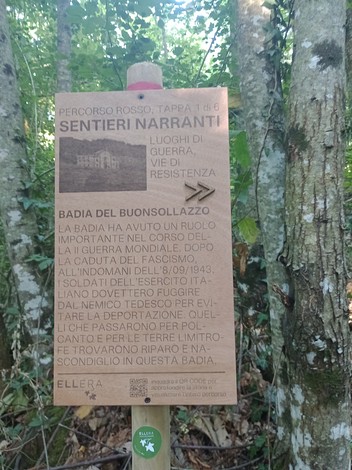 PERCORSO ROSSO, TAPPA 1 di 6
SENTIERI NARRANTI
LUOGHI DI
GUERRA,
VIE DI
RESISTENZA
BADIA DEL BUONSOLLAZZO
LA BADIA HA AVUTO UN RUOLO
IMPORTANTE NEL CORSO DEL-
LA II GUERRA MONDIALE. DOPO
LA CADUTA DEL FASCISMO,
ALL'INDOMANI DELL'8/09/1943,
I SOLDATI DELL'ESERCITO ITA-
LIANO DOVETTERO FUGGIRE
DAL NEMICO TEDESCO PER EVI-
TARE LA DEPORTAZIONE. QUEL-
LI CHE PASSARONO PER POL-
CANTO E PER LE TERRE LIMITRO-
FE TROVARONO RIPARO E NA-
SCONDIGLIO IN QUESTA BADIA.
ELLERA
ELLERA